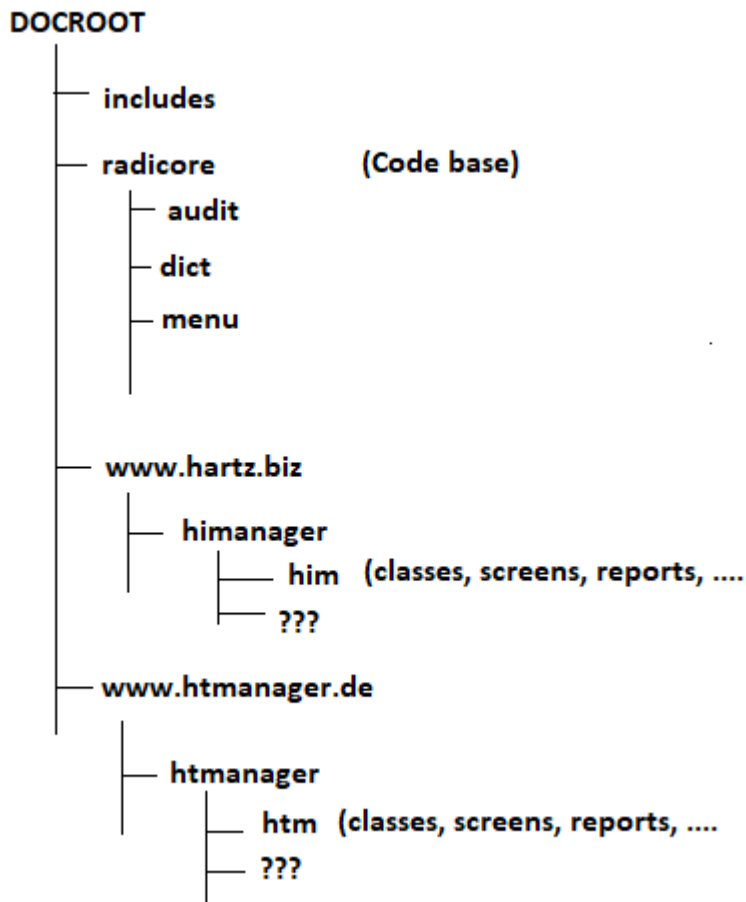 DOCROOT
includes
radicore (Code base)
audit
dict
menu
www.hartz.biz
himanager
him (classes, screens, reports, ....
???
www.htmanager.de
htmanager
htm (classes, screens, reports, ....
???